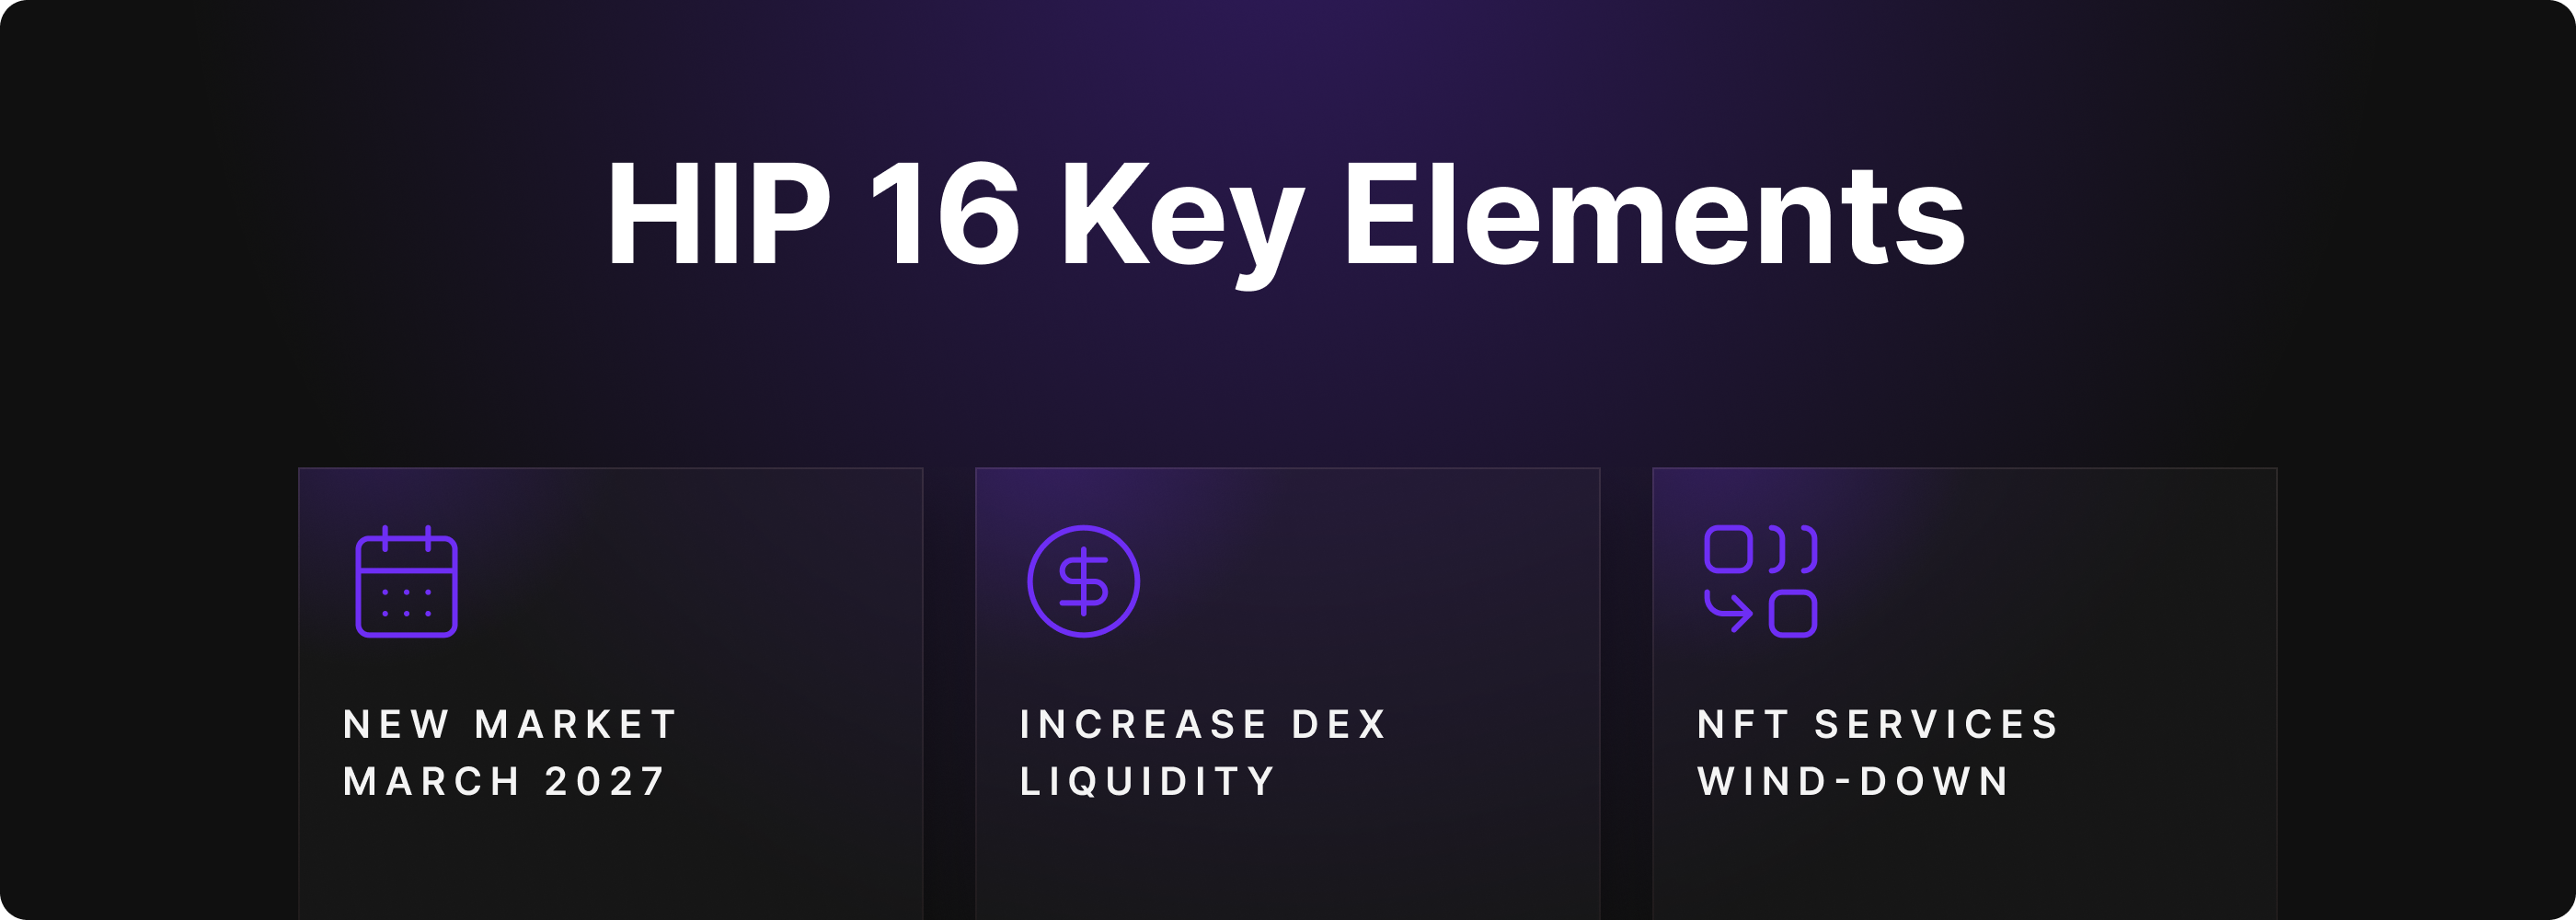 HIP 16 Key Elements
NEW MARKET
MARCH 2027
INCREASE DEX
LIQUIDITY
NFT SERVICES
WIND-DOWN